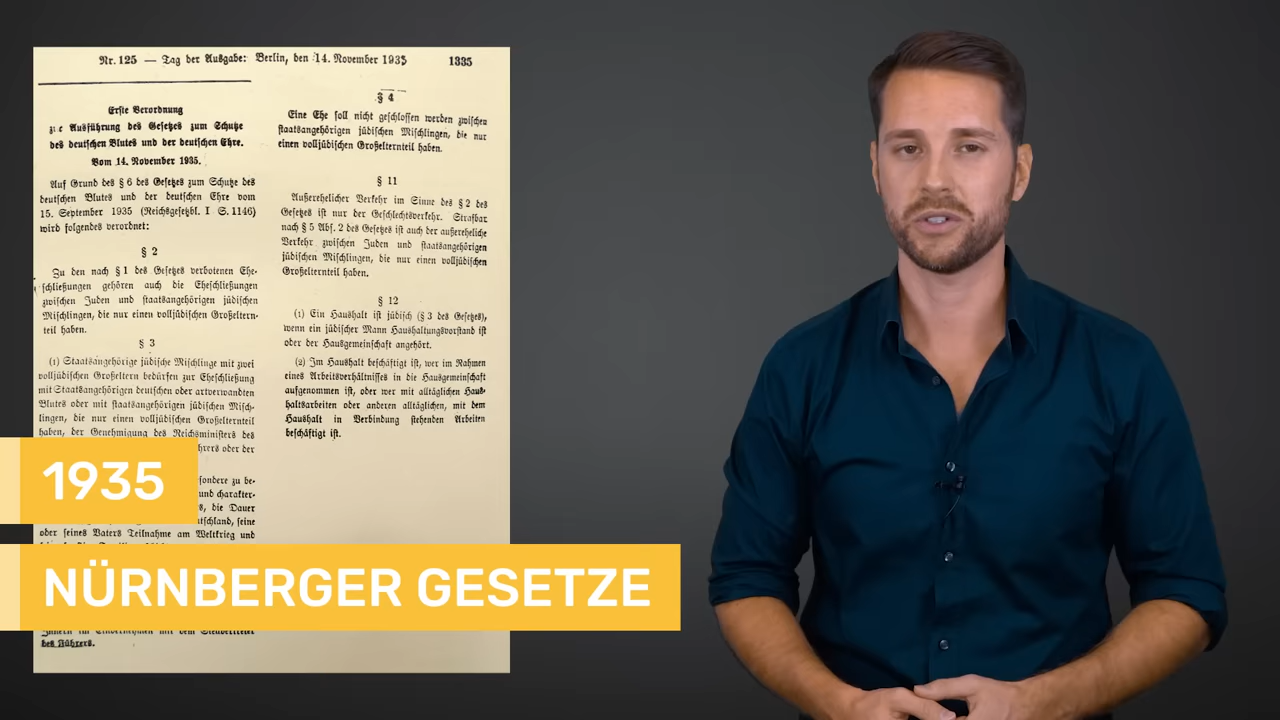 Nr. 125 — Tag der Ausgabe: Berlin, den 14. November 1935 1335
Erste Verordnung
zur Ausführung des Gesetzes zum Schutze
des deutschen Blutes und der deutschen Ehre.
Vom 14. November 1935.
Auf Grund des § 6 des Gesetzes zum Schutze des
deutschen Blutes und der deutschen Ehre vom
15. September 1935 (Reichsgesetzbl. I S. 1146)
wird folgendes verordnet:
§ 2
Zu den nach § 1 des Gesetzes verbotenen Ehe-
schließungen gehören auch die Eheschließungen
zwischen Juden und staatsangehörigen jüdischen
Mischlingen, die nur einen volljüdischen Großeltern-
teil haben.
§ 3
(1) Staatsangehörige jüdische Mischlinge mit zwei
volljüdischen Großeltern bedürfen zur Eheschließung
mit Staatsangehörigen deutschen oder artverwandten
Blutes oder mit staatsangehörigen jüdischen Misch-
lingen, die nur einen volljüdischen Großelternteil
haben, der Genehmigung des Reichsministers des
oder der
zu be-
und charakter-
die Dauer
seine
oder seines Vaters Teilnahme am Weltkrieg und
des Führers.
§ 4
Eine Ehe soll nicht geschlossen werden zwischen
staatsangehörigen jüdischen Mischlingen, die nur
einen volljüdischen Großelternteil haben.
§ 11
Außerehelicher Verkehr im Sinne des § 2 des
Gesetzes ist nur der Geschlechtsverkehr. Strafbar
nach § 5 Abs. 2 des Gesetzes ist auch der außereheliche
Verkehr zwischen Juden und staatsangehörigen
jüdischen Mischlingen, die nur einen volljüdischen
Großelternteil haben.
§ 12
(1) Ein Haushalt ist jüdisch (§ 3 des Gesetzes),
wenn ein jüdischer Mann Haushaltungsvorstand ist
oder der Hausgemeinschaft angehört.
(2) Im Haushalt beschäftigt ist, wer im Rahmen
eines Arbeitsverhältnisses in die Hausgemeinschaft
aufgenommen ist, oder wer mit alltäglichen Haus-
haltsarbeiten oder anderen alltäglichen, mit dem
Haushalt in Verbindung stehenden Arbeiten
beschäftigt ist.
1935
NÜRNBERGER GESETZE